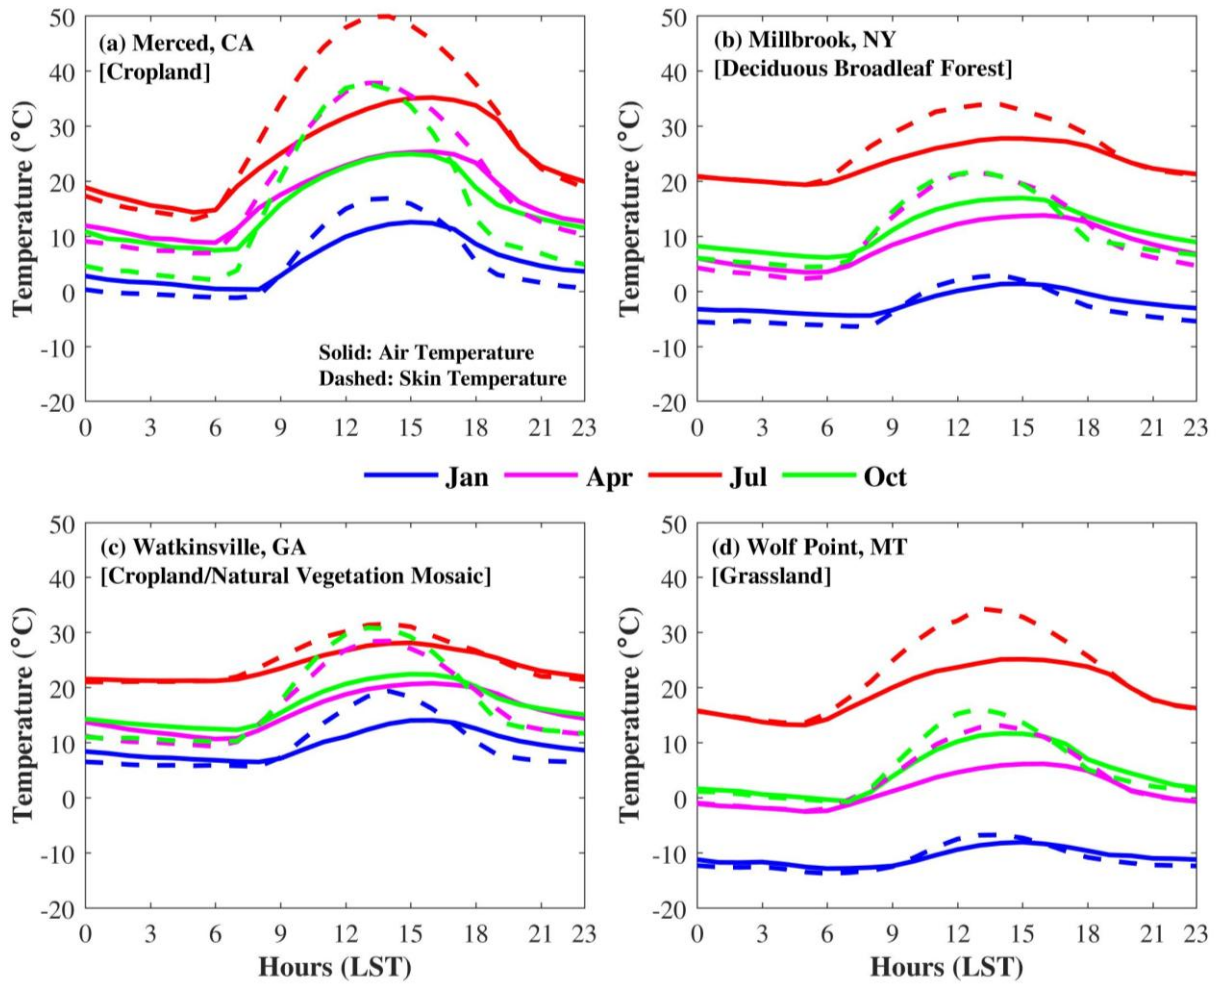 (a) Merced, CA
[Cropland]
Temperature (°C)
50
40
30
20
10
0
-10
-20
Solid: Air Temperature
Dashed: Skin Temperature
0 3 6 9 12 15 18 21 23
(b) Millbrook, NY
[Deciduous Broadleaf Forest]
Temperature (°C)
50
40
30
20
10
0
-10
-20
0 3 6 9 12 15 18 21 23
Jan Apr Jul Oct
(c) Watkinsville, GA
[Cropland/Natural Vegetation Mosaic]
Temperature (°C)
50
40
30
20
10
0
-10
-20
0 3 6 9 12 15 18 21 23
Hours (LST)
(d) Wolf Point, MT
[Grassland]
Temperature (°C)
50
40
30
20
10
0
-10
-20
0 3 6 9 12 15 18 21 23
Hours (LST)